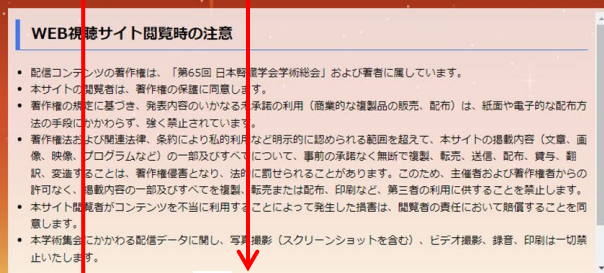 WEB視聴サイト閲覧時の注意
• 配信コンテンツの著作権は、「第65回 日本腎臓学会学術総会」および著者に属しています。
• 本サイトの閲覧者は、著作権の保護に同意します。
• 著作権の規定に基づき、発表内容のいかなる未承諾の利用（商業的な複製品の販売、配布）は、紙面や電子的な配布方
法の手段にかかわらず、強く禁止されています。
• 著作権法および関連法律、条約により私的利用など明示的に認められる範囲を超えて、本サイトの掲載内容（文章、画
像、映像、プログラムなど）の一部及びすべてについて、事前の承諾なく無断で複製、転売、送信、配布、貸与、翻
訳、変造することは、著作権侵害となり、法的に罰せられることがあります。このため、主催者および著作権者からの
許可なく、掲載内容の一部及びすべてを複製、転売または配布、印刷など、第三者の利用に供することを禁止します。
• 本サイト閲覧者がコンテンツを不当に利用することによって発生した損害は、閲覧者の責任において賠償することを同
意します。
• 本学術集会にかかわる配信データに関し、写真撮影（スクリーンショットを含む）、ビデオ撮影、録音、印刷は一切禁
止いたします。